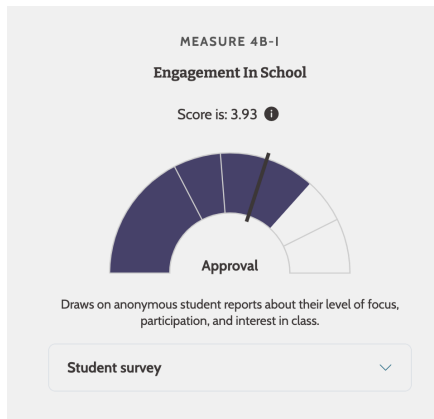 MEASURE 4B-I
Engagement In School
Score is: 3.93 i
Approval
Draws on anonymous student reports about their level of focus,
participation, and interest in class.
Student survey